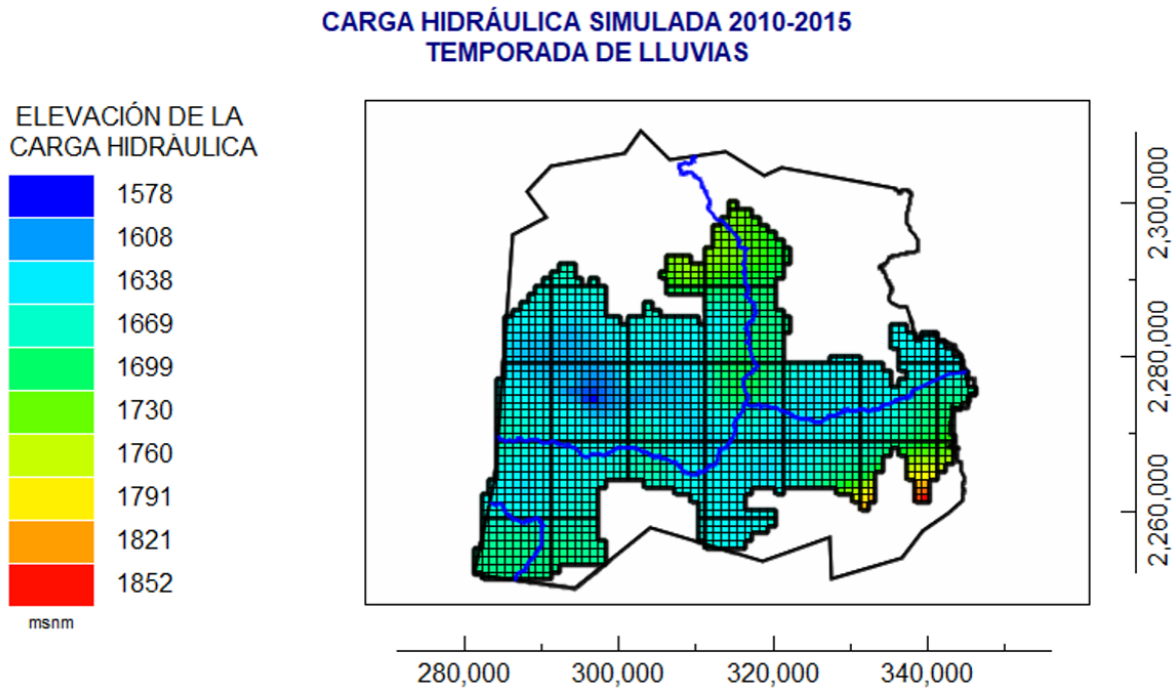 CARGA HIDRÁULICA SIMULADA 2010-2015
TEMPORADA DE LLUVIAS
ELEVACIÓN DE LA
CARGA HIDRÁULICA
1578
1608
1638
1669
1699
1730
1760
1791
1821
1852
msnm
2,300,000
2,280,000
2,260,000
280,000 300,000 320,000 340,000